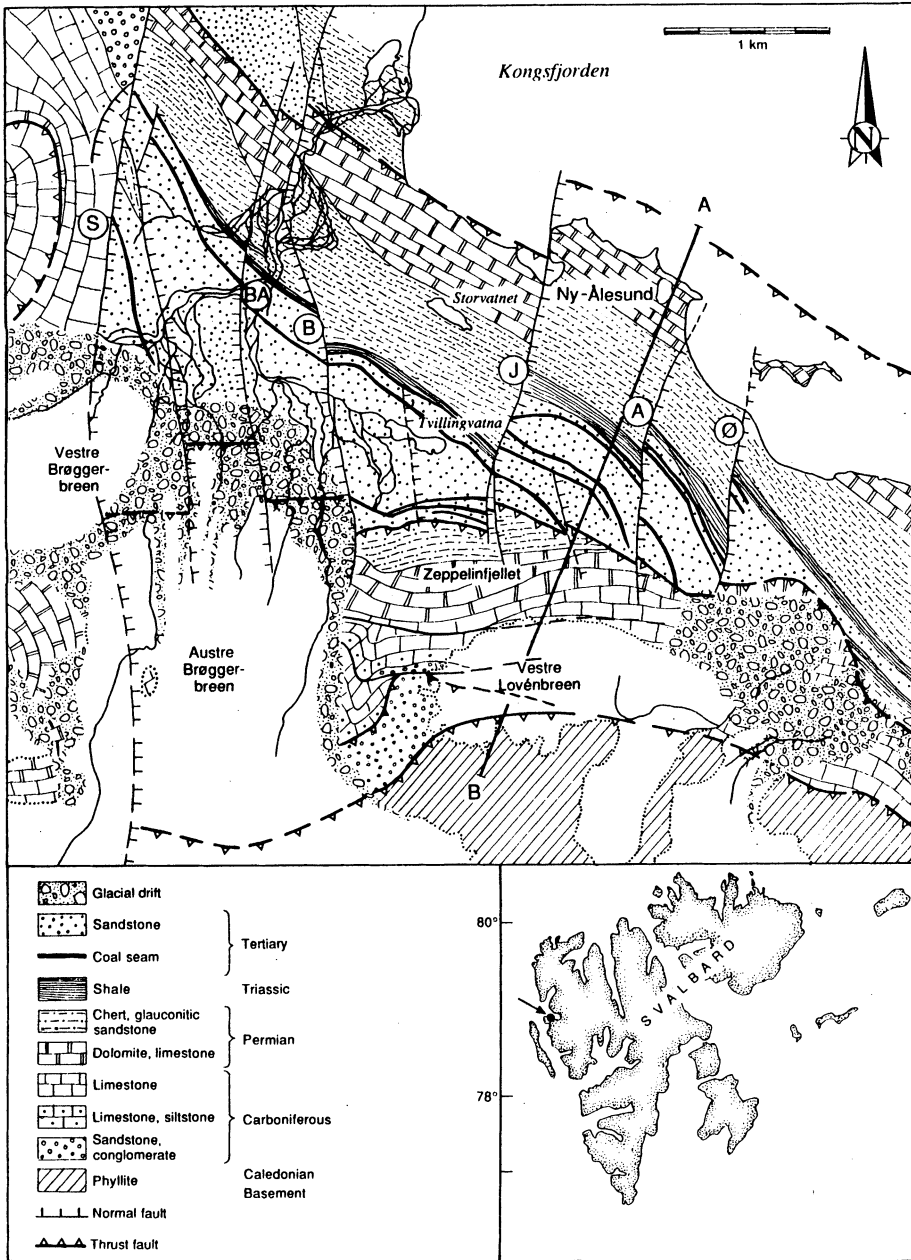 1 km
Kongsfjorden
N
A
S
BA
B
Storvatnet
Ny-Ålesund
J
A
Ø
Tvillingvatna
Vestre
Brøgger-
breen
Zeppelinfjellet
Austre
Brøgger-
breen
Vestre
Lovénbreen
B
Glacial drift
Sandstone
Coal seam
Tertiary
Shale
Triassic
Chert, glauconitic
sandstone
Dolomite, limestone
Permian
Limestone
Limestone, siltstone
Sandstone,
conglomerate
Carboniferous
Phyllite
Caledonian
Basement
Normal fault
Thrust fault
80°
78°
SVALBARD